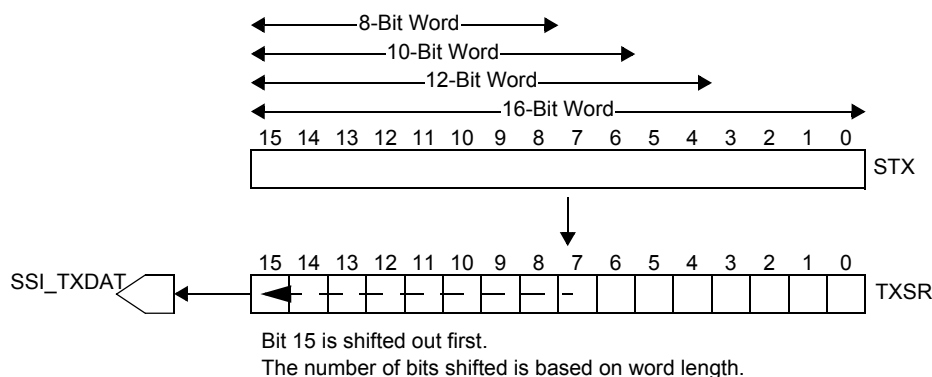 8-Bit Word
10-Bit Word
12-Bit Word
16-Bit Word
15 14 13 12 11 10 9 8 7 6 5 4 3 2 1 0
STX
15 14 13 12 11 10 9 8 7 6 5 4 3 2 1 0
SSI_TXDAT
TXSR
Bit 15 is shifted out first.
The number of bits shifted is based on word length.